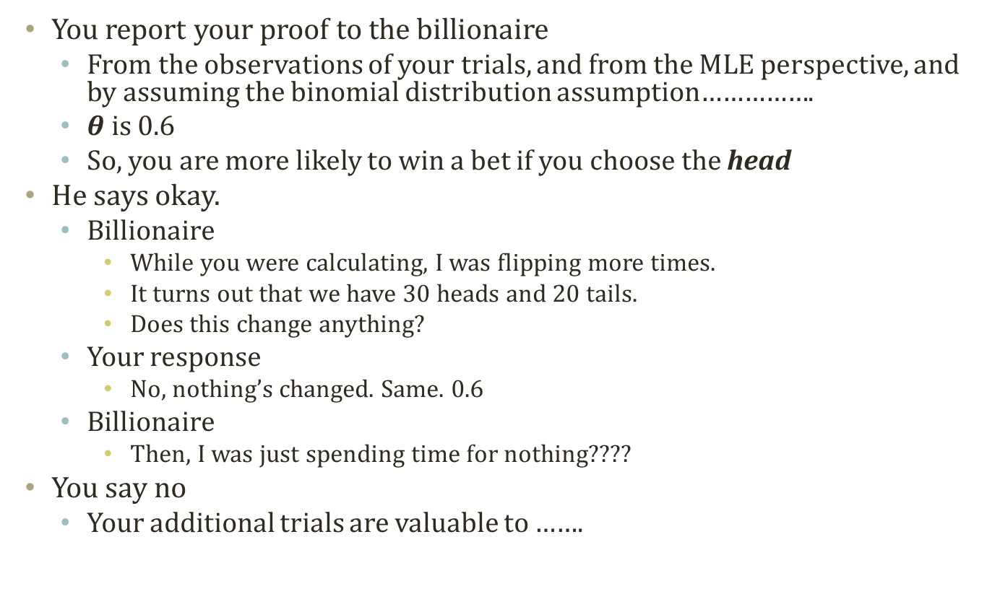 • You report your proof to the billionaire
• From the observations of your trials, and from the MLE perspective, and
by assuming the binomial distribution assumption……………..
• θ is 0.6
• So, you are more likely to win a bet if you choose the head
• He says okay.
• Billionaire
• While you were calculating, I was flipping more times.
• It turns out that we have 30 heads and 20 tails.
• Does this change anything?
• Your response
• No, nothing’s changed. Same. 0.6
• Billionaire
• Then, I was just spending time for nothing????
• You say no
• Your additional trials are valuable to …….